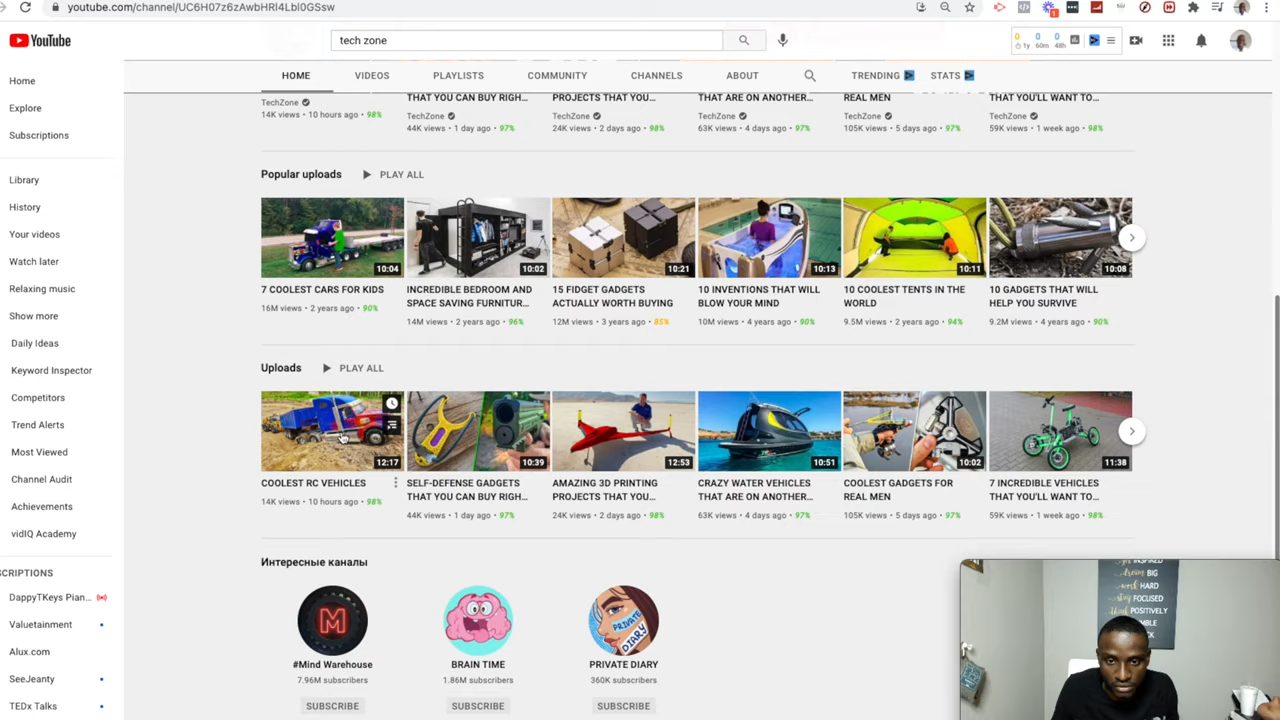 youtube.com/channel/UC6H07z6zAwbHRl4Lbl0GSsw
YouTube
tech zone
0 0 0
1y 60m 48h
HOME VIDEOS PLAYLISTS COMMUNITY CHANNELS ABOUT TRENDING STATS
Home
Explore
Subscriptions
Library
History
Your videos
Watch later
Relaxing music
Show more
Daily Ideas
Keyword Inspector
Competitors
Trend Alerts
Most Viewed
Channel Audit
Achievements
vidIQ Academy
SCRIPTIONS
DappyTKeys Pian...
Valuetainment
Alux.com
SeeJeanty
TEDx Talks
TechZone
14K views • 10 hours ago • 98%
THAT YOU CAN BUY RIGH...
TechZone
44K views • 1 day ago • 97%
PROJECTS THAT YOU...
TechZone
24K views • 2 days ago • 98%
THAT ARE ON ANOTHER...
TechZone
63K views • 4 days ago • 97%
REAL MEN
TechZone
105K views • 5 days ago • 97%
THAT YOU'LL WANT TO...
TechZone
59K views • 1 week ago • 98%
Popular uploads PLAY ALL
10:04
7 COOLEST CARS FOR KIDS
16M views • 2 years ago • 90%
10:02
INCREDIBLE BEDROOM AND
SPACE SAVING FURNITUR...
14M views • 2 years ago • 96%
10:21
15 FIDGET GADGETS
ACTUALLY WORTH BUYING
12M views • 3 years ago • 85%
10:13
10 INVENTIONS THAT WILL
BLOW YOUR MIND
10M views • 4 years ago • 90%
10:11
10 COOLEST TENTS IN THE
WORLD
9.5M views • 2 years ago • 94%
10:08
10 GADGETS THAT WILL
HELP YOU SURVIVE
9.2M views • 4 years ago • 90%
Uploads PLAY ALL
12:17
COOLEST RC VEHICLES
14K views • 10 hours ago • 98%
10:39
SELF-DEFENSE GADGETS
THAT YOU CAN BUY RIGH...
44K views • 1 day ago • 97%
12:53
AMAZING 3D PRINTING
PROJECTS THAT YOU...
24K views • 2 days ago • 98%
10:51
CRAZY WATER VEHICLES
THAT ARE ON ANOTHER...
63K views • 4 days ago • 97%
10:02
COOLEST GADGETS FOR
REAL MEN
105K views • 5 days ago • 97%
11:38
7 INCREDIBLE VEHICLES
THAT YOU'LL WANT TO...
59K views • 1 week ago • 98%
Интересные каналы
M
#Mind Warehouse
7.96M subscribers
SUBSCRIBE
BRAIN TIME
1.86M subscribers
SUBSCRIBE
PRIVATE
DIARY
PRIVATE DIARY
360K subscribers
SUBSCRIBE
INSPIRED
dream BIG
work HARD
stay FOCUSED
think POSITIVELY